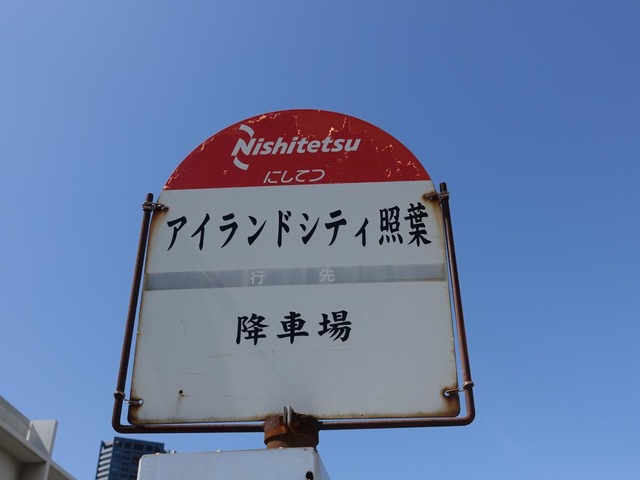 Nishitetsu
にしてつ
アイランドシティ照葉
行先
降車場